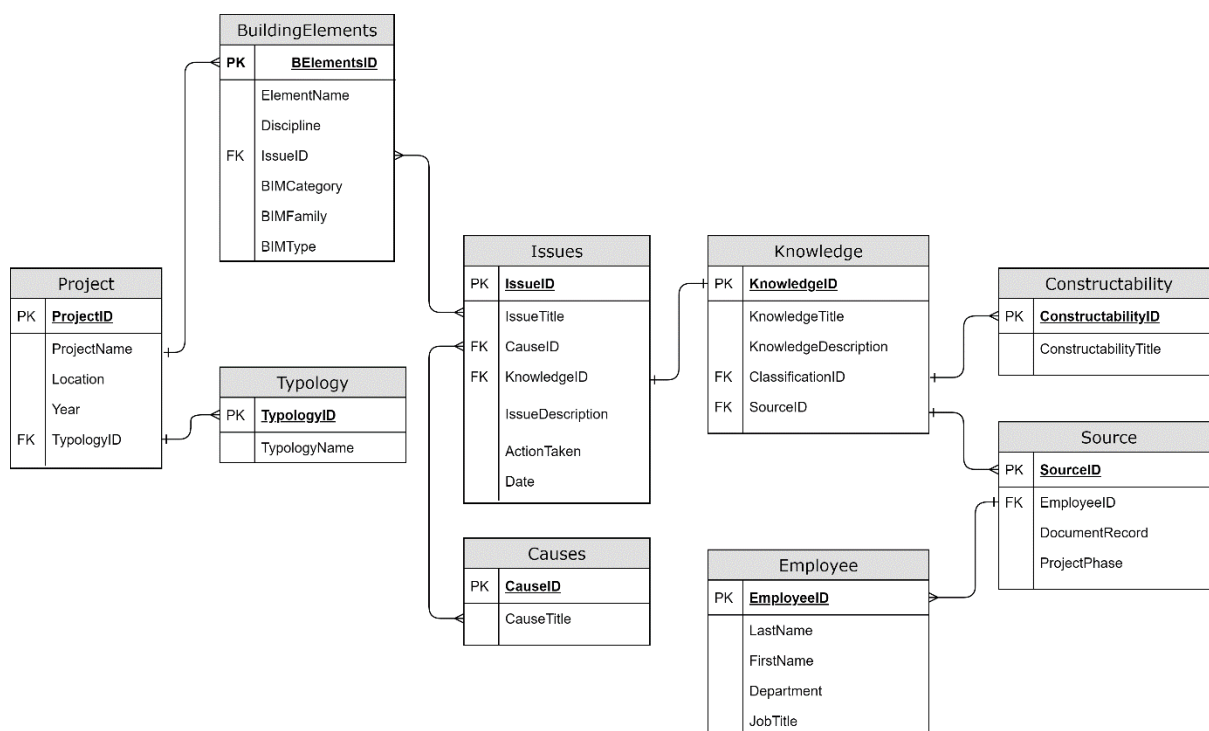 BuildingElements
PK BElementsID
ElementName
Discipline
FK IssueID
BIMCategory
BIMFamily
BIMType
Project
PK ProjectID
ProjectName
Location
Year
FK TypologyID
Typology
PK TypologyID
TypologyName
Issues
PK IssueID
IssueTitle
FK CauseID
FK KnowledgeID
IssueDescription
ActionTaken
Date
Causes
PK CauseID
CauseTitle
Knowledge
PK KnowledgeID
KnowledgeTitle
KnowledgeDescription
FK ClassificationID
FK SourceID
Constructability
PK ConstructabilityID
ConstructabilityTitle
Source
PK SourceID
FK EmployeeID
DocumentRecord
ProjectPhase
Employee
PK EmployeeID
LastName
FirstName
Department
JobTitle